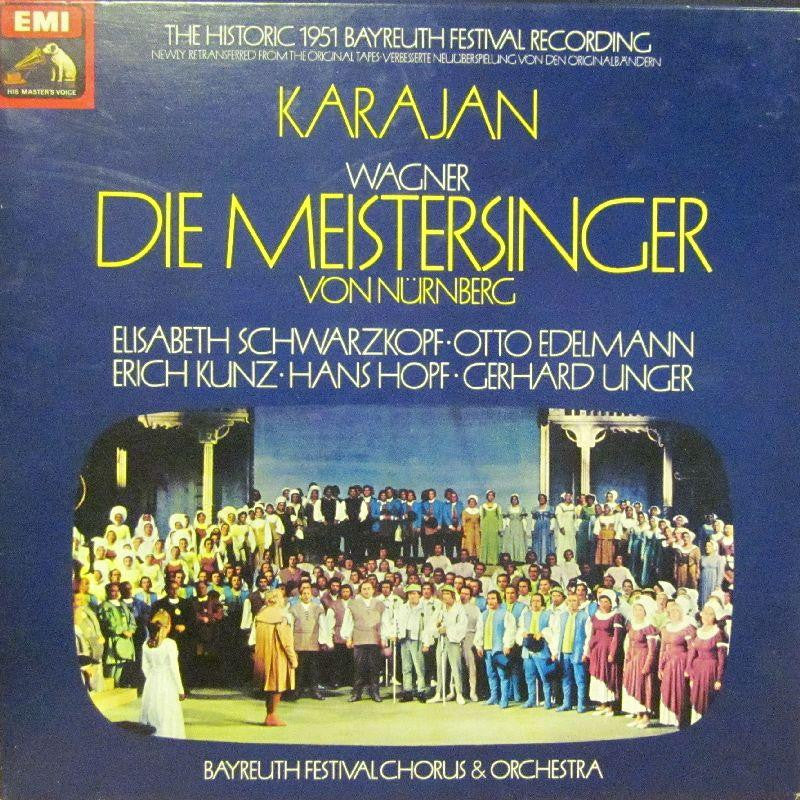 EMI
HIS MASTER'S VOICE
THE HISTORIC 1951 BAYREUTH FESTIVAL RECORDING
NEWLY RETRANSFERRED FROM THE ORIGINAL TAPES · VERBESSERTE NEUÜBERSPIELUNG VON DEN ORIGINALBÄNDERN
KARAJAN
WAGNER
DIE MEISTERSINGER
VON NÜRNBERG
ELISABETH SCHWARZKOPF · OTTO EDELMANN
ERICH KUNZ · HANS HOPF · GERHARD UNGER
BAYREUTH FESTIVAL CHORUS & ORCHESTRA